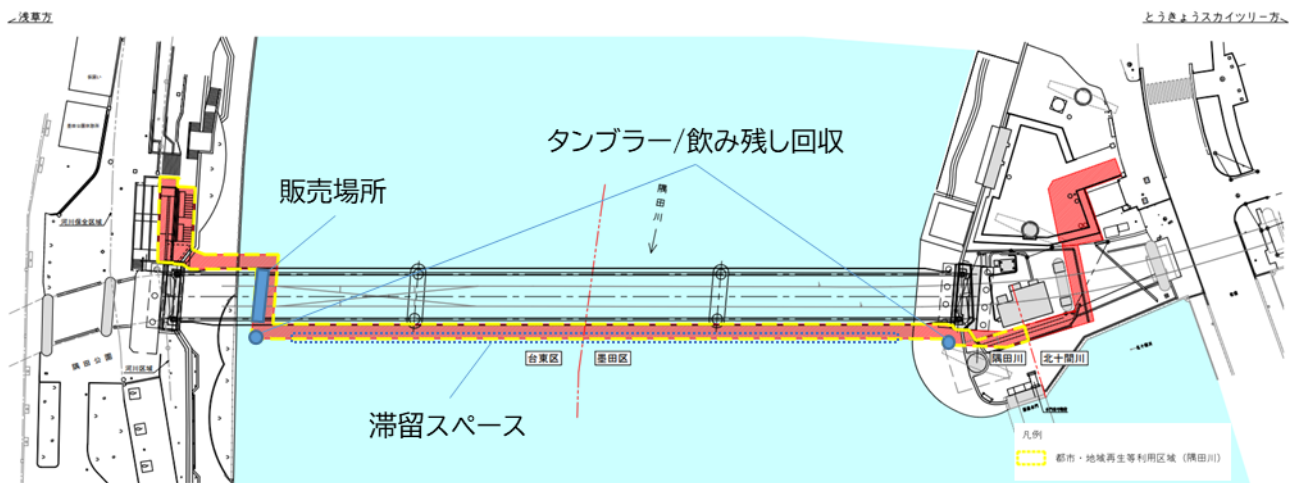 浅草方
とうきょうスカイツリー方
タンブラー/飲み残し回収
販売場所
隅田川
河川保全区域
隅田公園
河川区域
台東区
墨田区
隅田川
北十間川
滞留スペース
凡例
都市・地域再生等利用区域（隅田川）